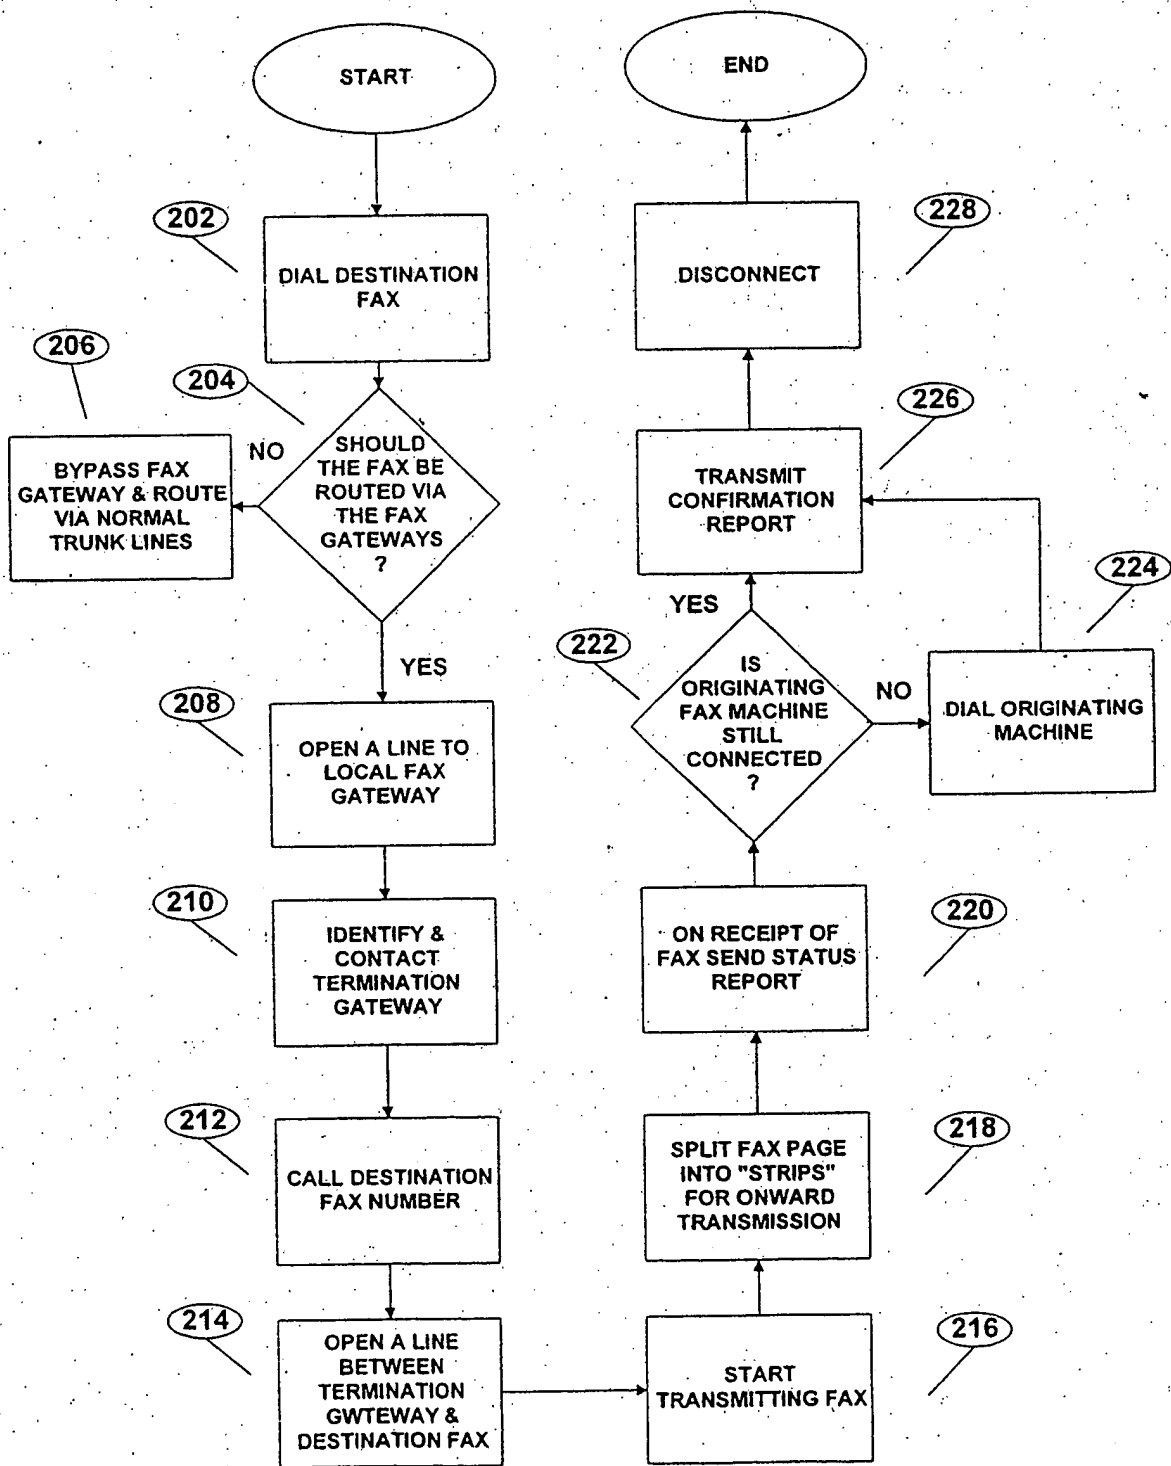 START
202
DIAL DESTINATION
FAX
206
204
NO
BYPASS FAX
GATEWAY & ROUTE
VIA NORMAL
TRUNK LINES
SHOULD
THE FAX BE
ROUTED VIA
THE FAX
GATEWAYS
?
YES
208
OPEN A LINE TO
LOCAL FAX
GATEWAY
210
IDENTIFY &
CONTACT
TERMINATION
GATEWAY
212
CALL DESTINATION
FAX NUMBER
214
OPEN A LINE
BETWEEN
TERMINATION
GWTEWAY &
DESTINATION FAX
216
START
TRANSMITTING FAX
218
SPLIT FAX PAGE
INTO "STRIPS"
FOR ONWARD
TRANSMISSION
220
ON RECEIPT OF
FAX SEND STATUS
REPORT
222
IS
ORIGINATING
FAX MACHINE
STILL
CONNECTED
?
YES
NO
224
DIAL ORIGINATING
MACHINE
226
TRANSMIT
CONFIRMATION
REPORT
228
DISCONNECT
END